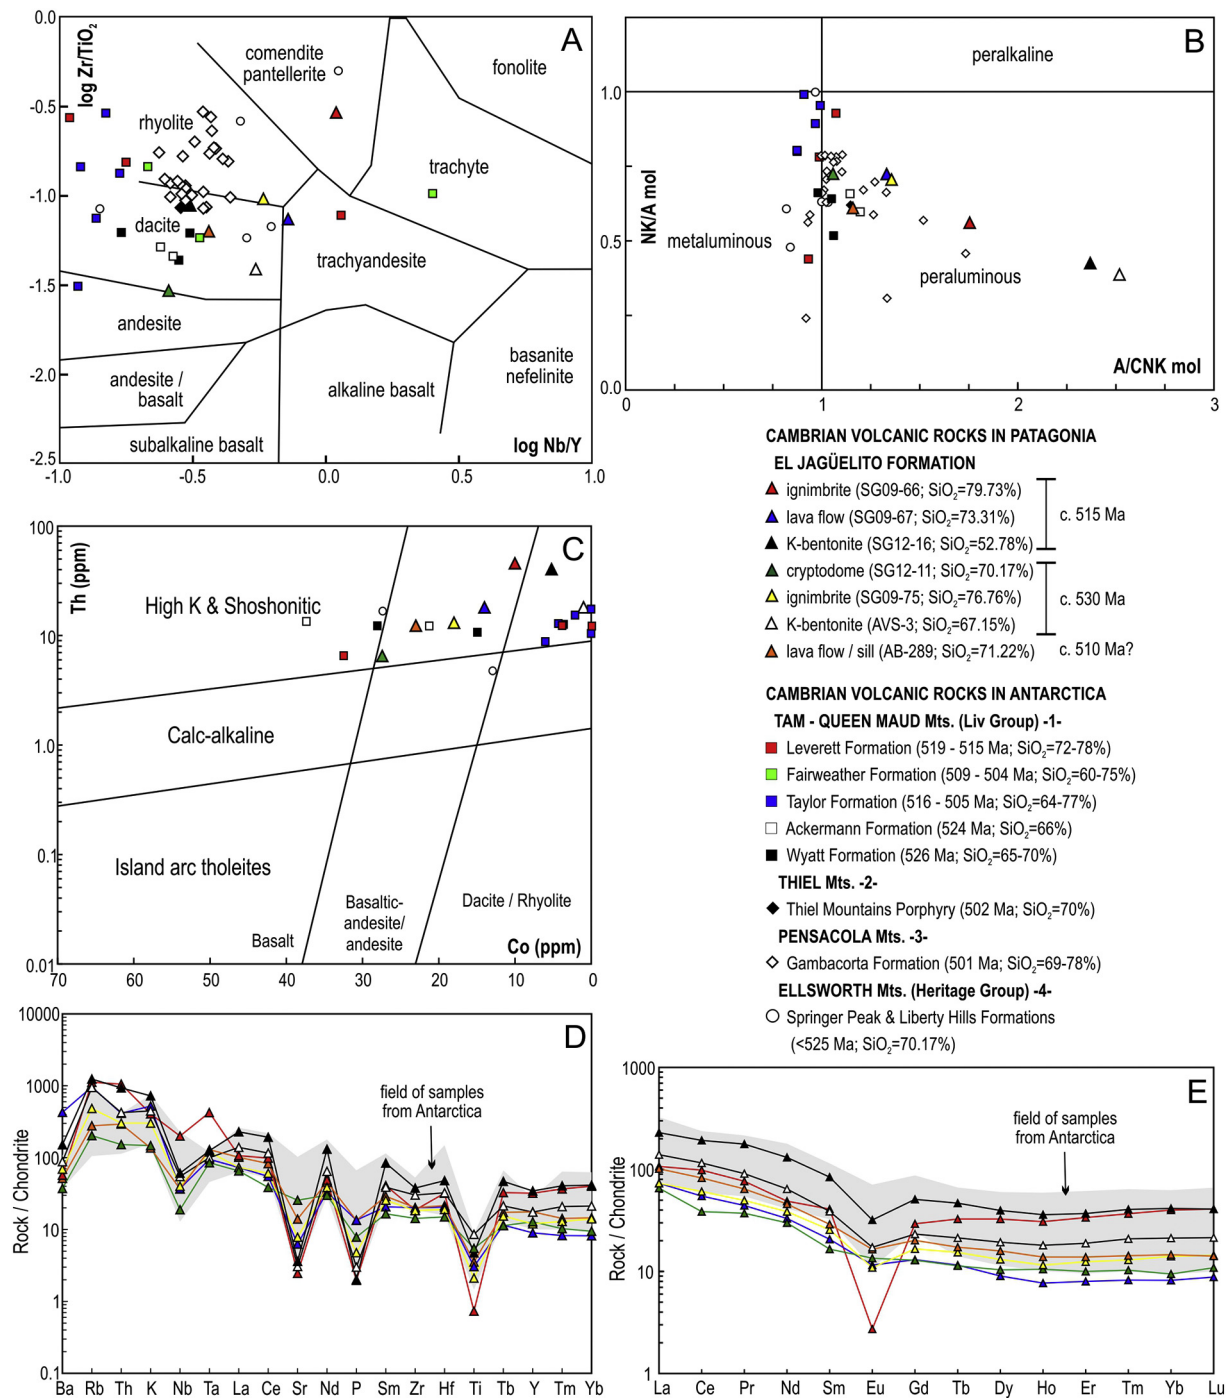 A
log Zr/TiO2
0.0
-0.5
-1.0
-1.5
-2.0
-2.5
-1.0
-0.5
0.0
0.5
1.0
log Nb/Y
comendite
pantellerite
fonolite
rhyolite
trachyte
dacite
trachyandesite
andesite
andesite /
basalt
alkaline basalt
basanite
nefelinite
subalkaline basalt
B
peralkaline
1.0
NK/A mol
0.5
metaluminous
peraluminous
0.0
A/CNK mol
0
1
2
3
CAMBRIAN VOLCANIC ROCKS IN PATAGONIA
EL JAGÜELITO FORMATION
ignimbrite (SG09-66; SiO2=79.73%)
lava flow (SG09-67; SiO2=73.31%)
c. 515 Ma
K-bentonite (SG12-16; SiO2=52.78%)
cryptodome (SG12-11; SiO2=70.17%)
ignimbrite (SG09-75; SiO2=76.76%)
c. 530 Ma
K-bentonite (AVS-3; SiO2=67.15%)
lava flow / sill (AB-289; SiO2=71.22%)
c. 510 Ma?
CAMBRIAN VOLCANIC ROCKS IN ANTARCTICA
TAM - QUEEN MAUD Mts. (Liv Group) -1-
Leverett Formation (519 - 515 Ma; SiO2=72-78%)
Fairweather Formation (509 - 504 Ma; SiO2=60-75%)
Taylor Formation (516 - 505 Ma; SiO2=64-77%)
Ackermann Formation (524 Ma; SiO2=66%)
Wyatt Formation (526 Ma; SiO2=65-70%)
THIEL Mts. -2-
Thiel Mountains Porphyry (502 Ma; SiO2=70%)
PENSACOLA Mts. -3-
Gambacorta Formation (501 Ma; SiO2=69-78%)
ELLSWORTH Mts. (Heritage Group) -4-
Springer Peak & Liberty Hills Formations
(<525 Ma; SiO2=70.17%)
C
Th (ppm)
100
10
1.0
0.1
0.01
High K & Shoshonitic
Calc-alkaline
Island arc tholeites
Basalt
Basaltic-
andesite/
andesite
Dacite / Rhyolite
Co (ppm)
70
60
50
40
30
20
10
0
D
Rock / Chondrite
10000
1000
100
10
1
0.1
field of samples
from Antarctica
Ba Rb Th K Nb Ta La Ce Sr Nd P Sm Zr Hf Ti Tb Y Tm Yb
E
Rock / Chondrite
1000
100
10
1
field of samples
from Antarctica
La Ce Pr Nd Sm Eu Gd Tb Dy Ho Er Tm Yb Lu